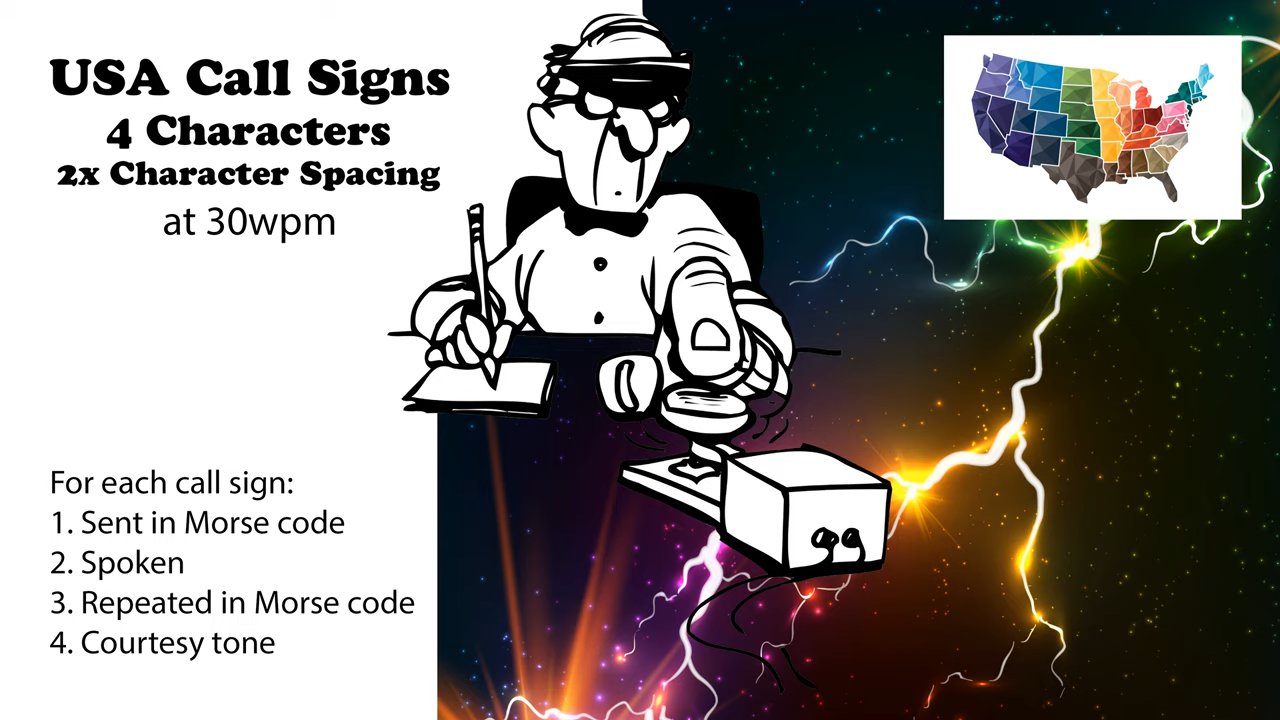 USA Call Signs
4 Characters
2x Character Spacing
at 30wpm
For each call sign:
1. Sent in Morse code
2. Spoken
3. Repeated in Morse code
4. Courtesy tone